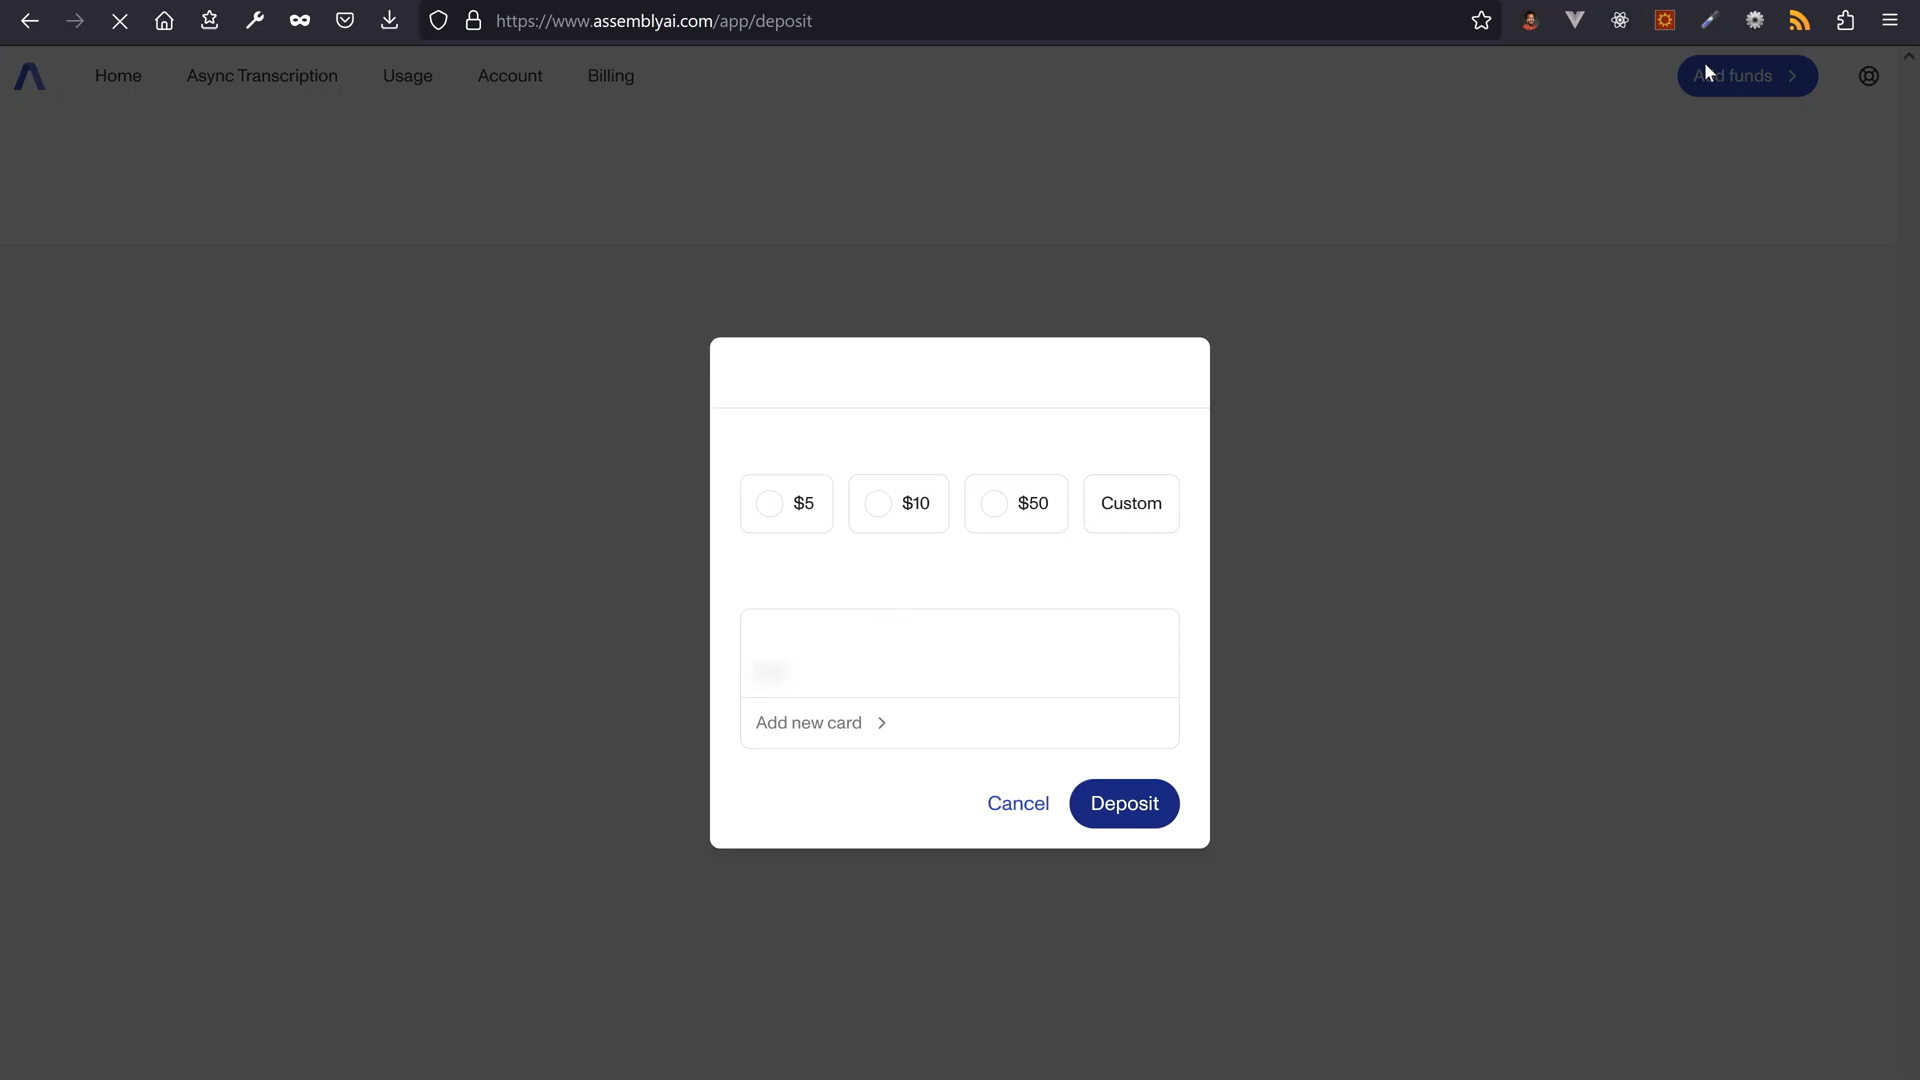 https://www.assemblyai.com/app/deposit
Home Async Transcription Usage Account Billing
Add funds
$5 $10 $50 Custom
Add new card
Cancel Deposit